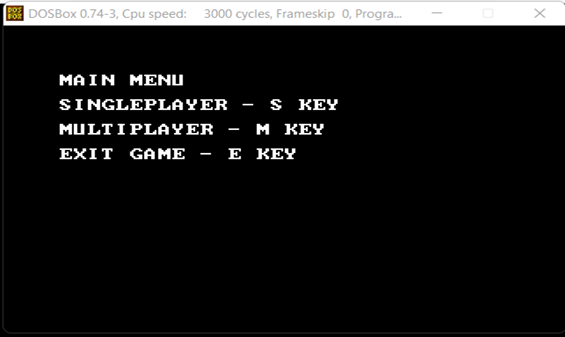 DOSBox 0.74-3, Cpu speed: 3000 cycles, Frameskip 0, Progra...
MAIN MENU
SINGLEPLAYER - S KEY
MULTIPLAYER - M KEY
EXIT GAME - E KEY